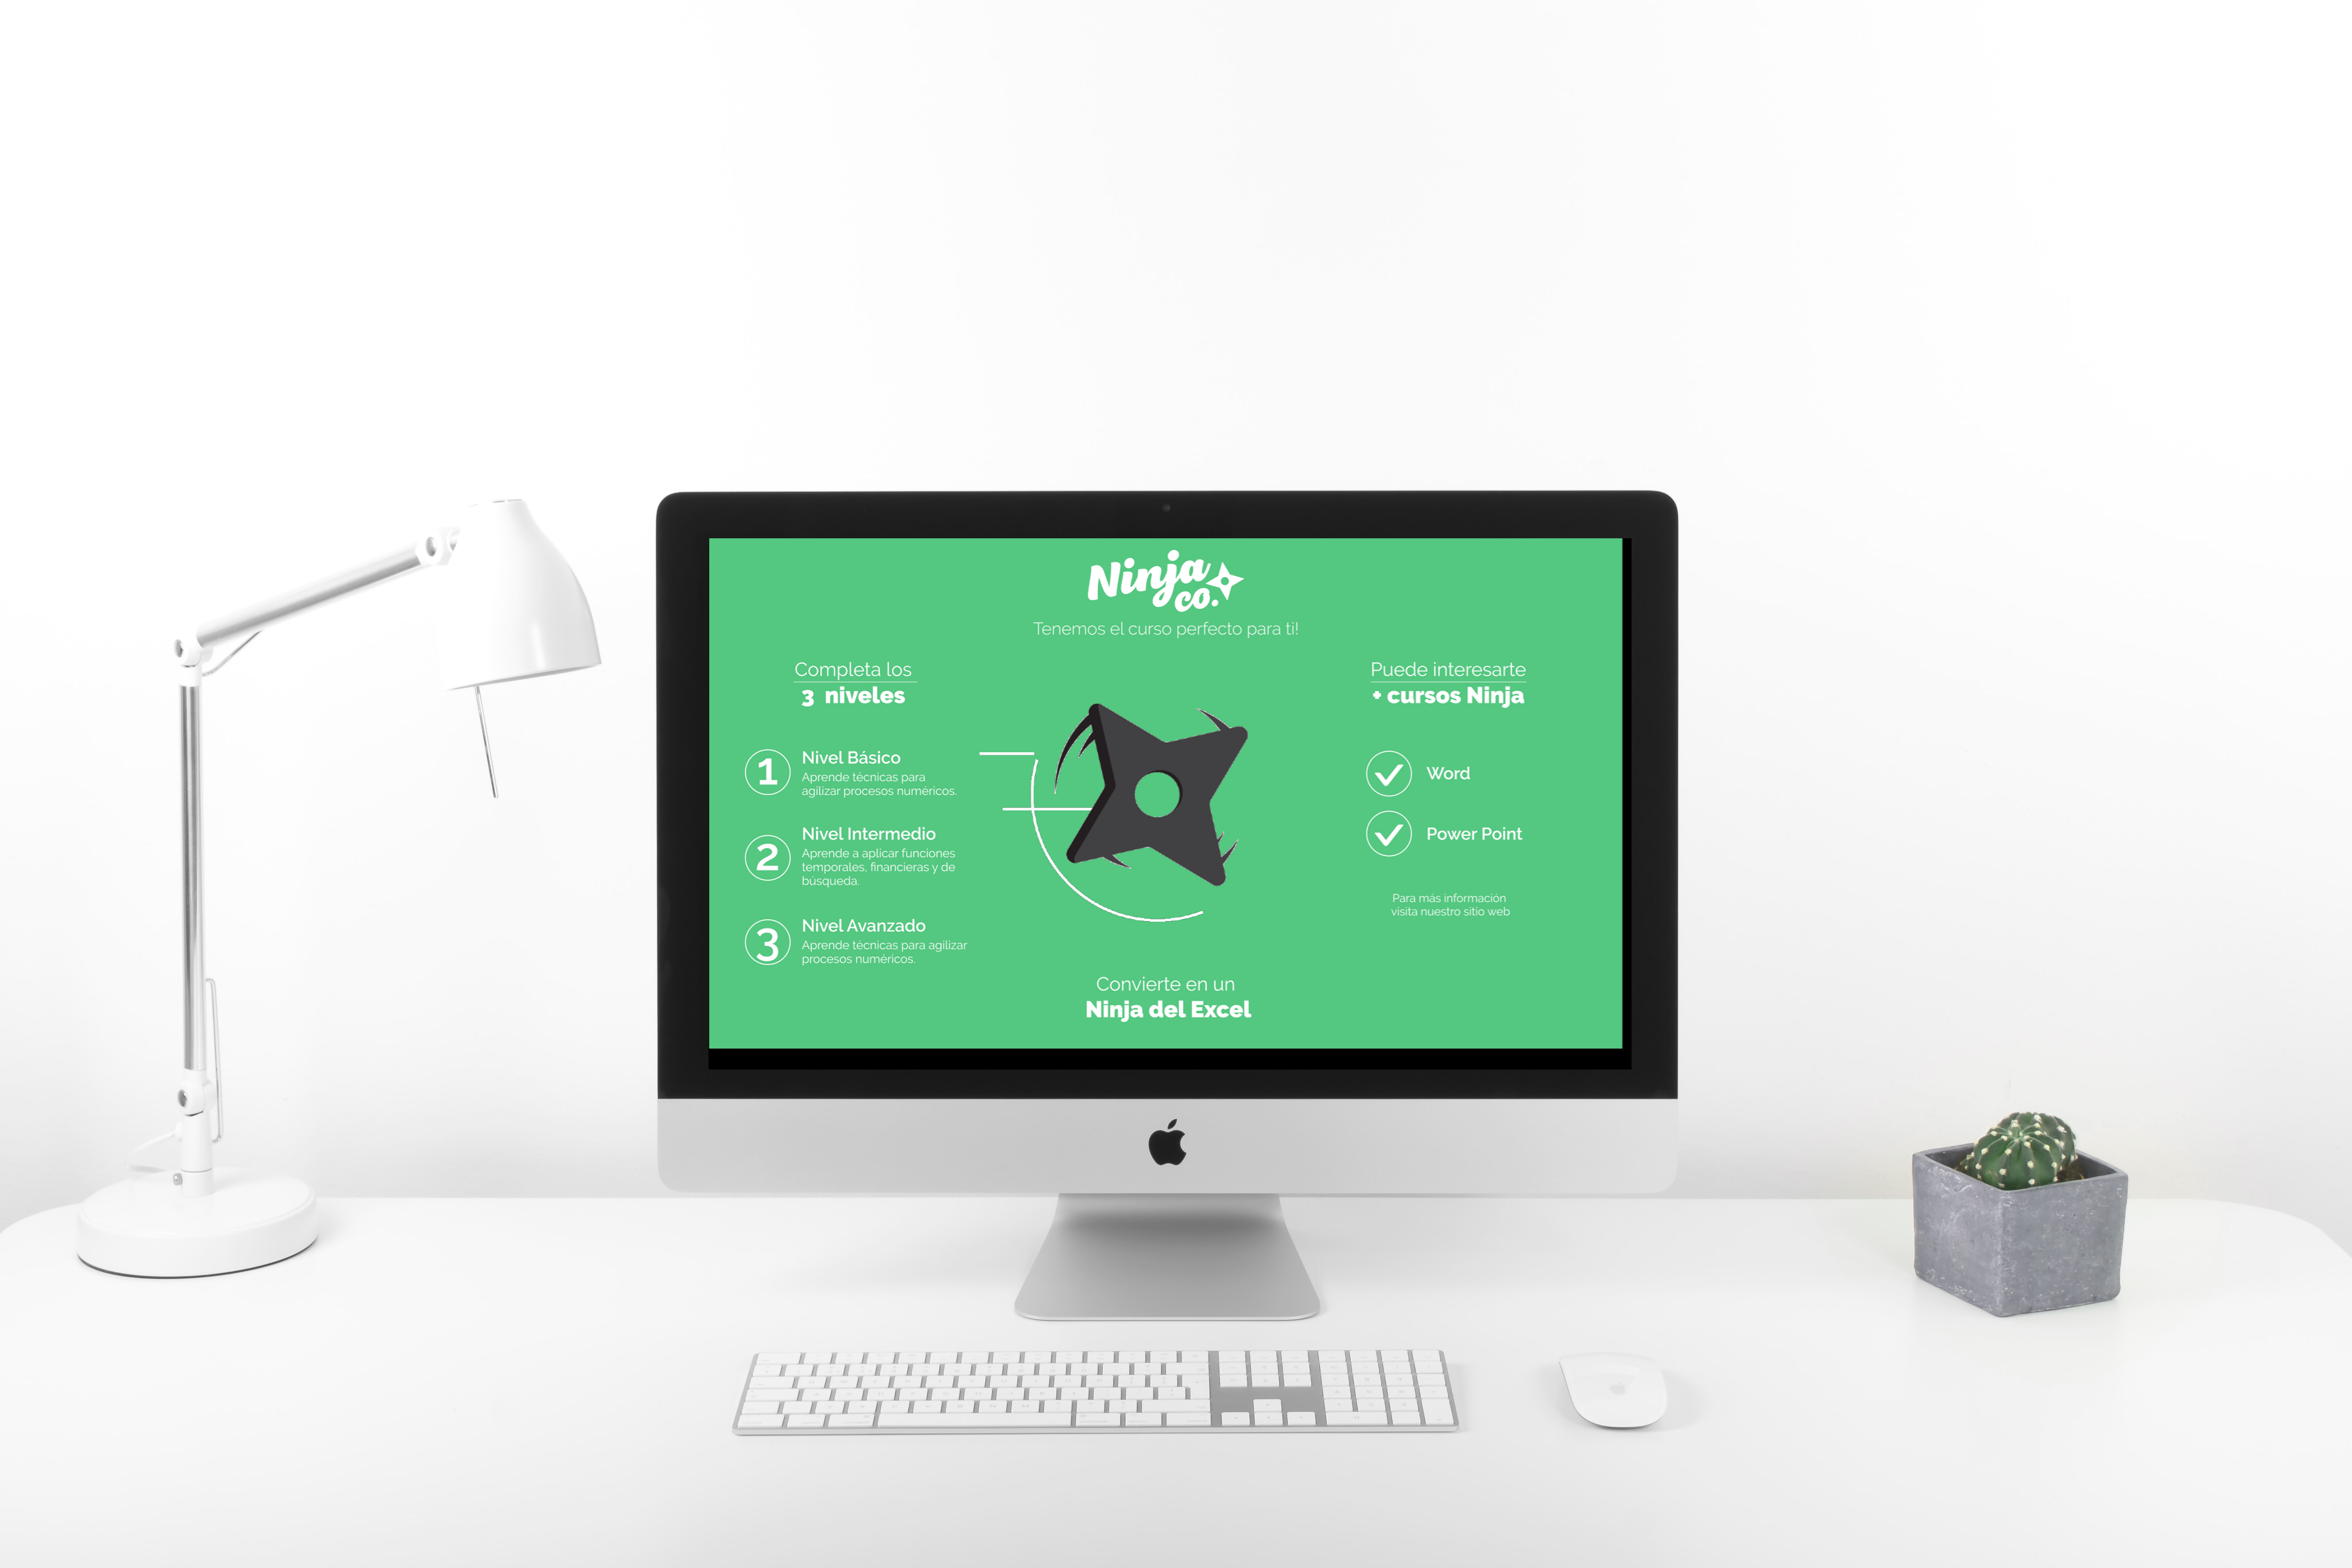 Ninja
co.
Tenemos el curso perfecto para ti!
Completa los
3 niveles
1
Nivel Básico
Aprende técnicas para
agilizar procesos numéricos.
2
Nivel Intermedio
Aprende a aplicar funciones
temporales, financieras y de
búsqueda.
3
Nivel Avanzado
Aprende técnicas para agilizar
procesos numéricos.
Puede interesarte
+ cursos Ninja
Word
Power Point
Para más información
visita nuestro sitio web
Convierte en un
Ninja del Excel